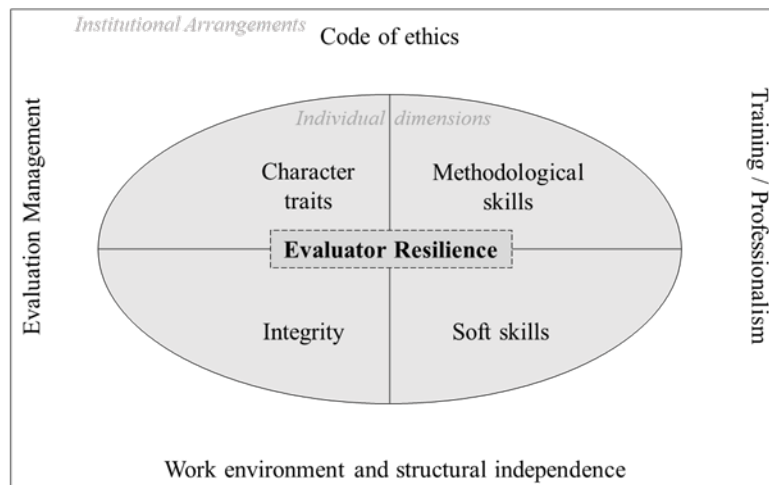 Institutional Arrangements
Code of ethics
Evaluation Management
Training / Professionalism
Individual dimensions
Character
traits
Methodological
skills
Evaluator Resilience
Integrity
Soft skills
Work environment and structural independence